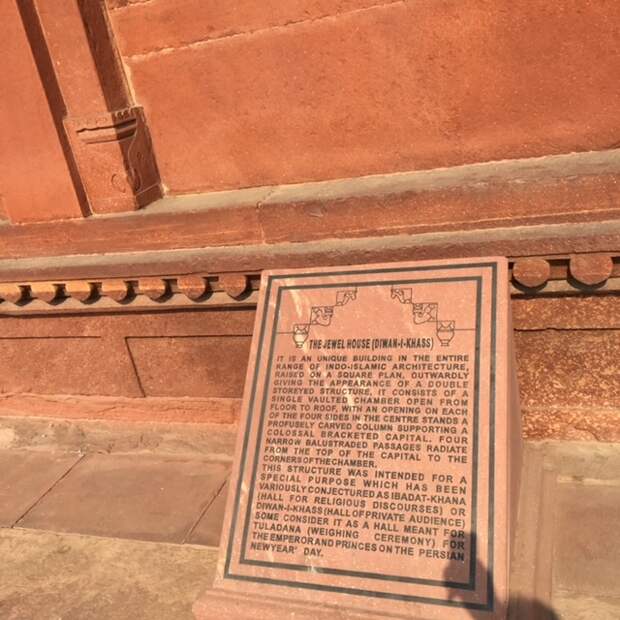 THE JEWEL HOUSE (DIWAN-I-KHASS)
IT IS AN UNIQUE BUILDING IN THE ENTIRE
RANGE OF INDO-ISLAMIC ARCHITECTURE,
RAISED ON A SQUARE PLAN, OUTWARDLY
GIVING THE APPEARANCE OF A DOUBLE
STOREYED STRUCTURE, IT CONSISTS OF A
SINGLE VAULTED CHAMBER OPEN FROM
FLOOR TO ROOF, WITH AN OPENING ON EACH
OF THE FOUR SIDES IN THE CENTRE STANDS A
PROFUSELY CARVED COLUMN SUPPORTING A
COLOSSAL BRACKETED CAPITAL. FOUR
NARROW BALUSTRADED PASSAGES RADIATE
FROM THE TOP OF THE CAPITAL TO THE
CORNERS OF THE CHAMBER.
THIS STRUCTURE WAS INTENDED FOR A
SPECIAL PURPOSE WHICH HAS BEEN
VARIOUSLY CONJECTURED AS IBADAT-KHANA
(HALL FOR RELIGIOUS DISCOURSES) OR
DIWAN-I-KHASS (HALL OF PRIVATE AUDIENCE)
SOME CONSIDER IT AS A HALL MEANT FOR
TULADANA (WEIGHING CEREMONY) FOR
THE EMPEROR AND PRINCES ON THE PERSIAN
NEWYEAR' DAY.